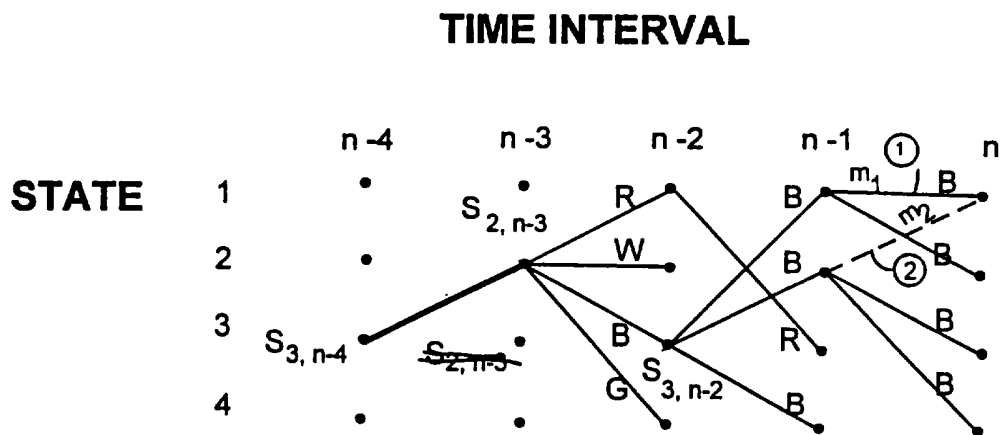 TIME INTERVAL
n -4 n -3 n -2 n -1 n
1
m1 B
STATE 1
S2, n-3 R B m2
2 W B B 2
3 B R B
S3, n-4 S2, n-3 S3, n-2
G B B
4